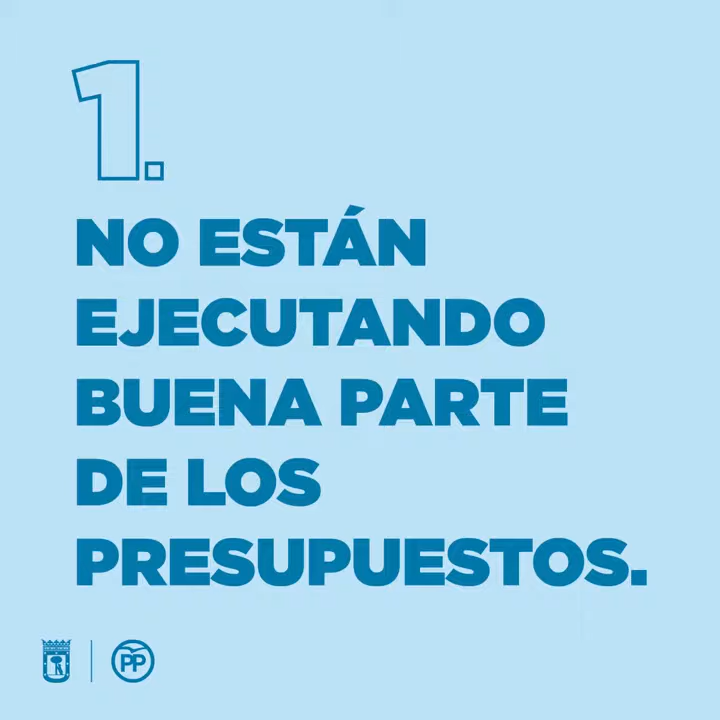 1.
NO ESTÁN
EJECUTANDO
BUENA PARTE
DE LOS
PRESUPUESTOS.
PP